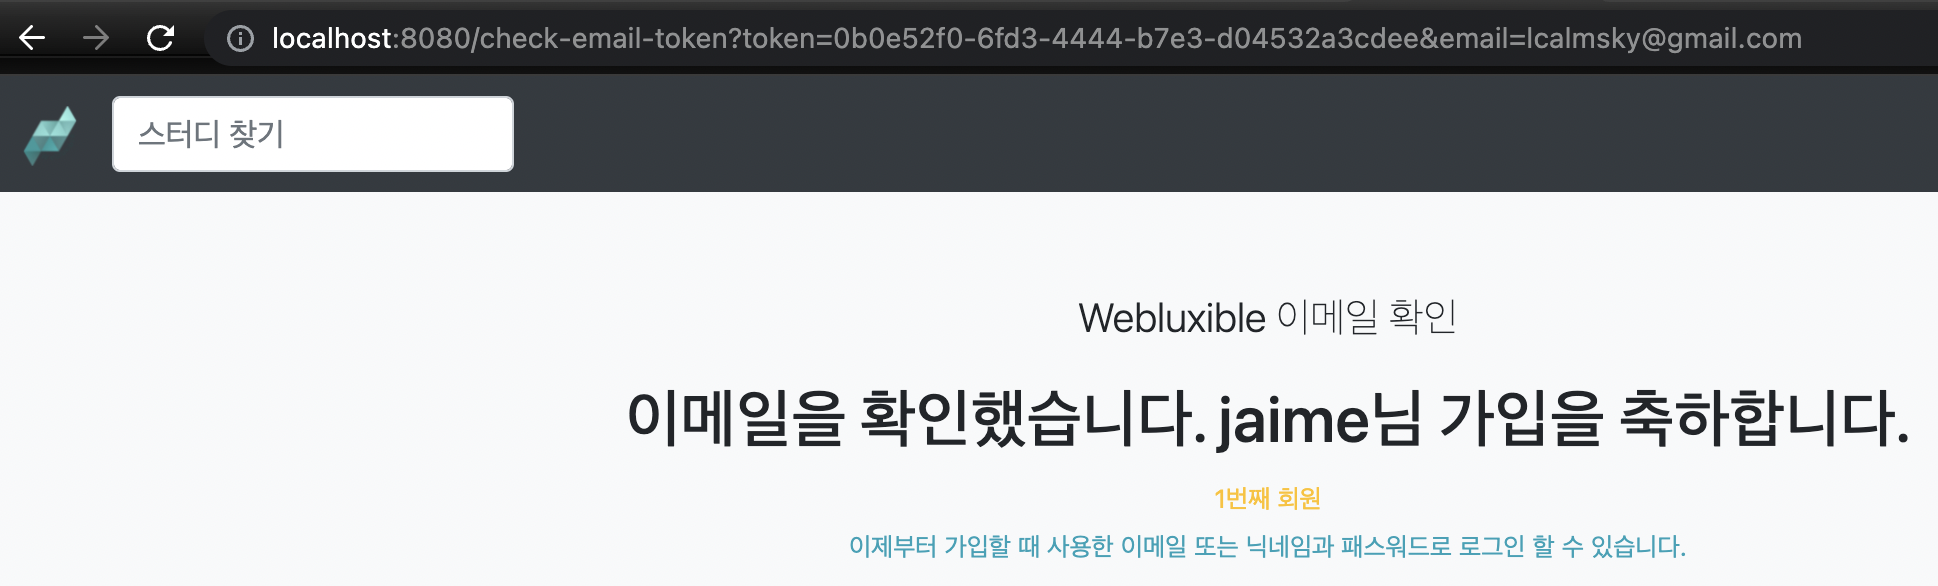 localhost:8080/check-email-token?token=0b0e52f0-6fd3-4444-b7e3-d04532a3cdee&email=lcalmsky@gmail.com
스터디 찾기
Webluxible 이메일 확인
이메일을 확인했습니다. jaime님 가입을 축하합니다.
1번째 회원
이제부터 가입할 때 사용한 이메일 또는 닉네임과 패스워드로 로그인 할 수 있습니다.